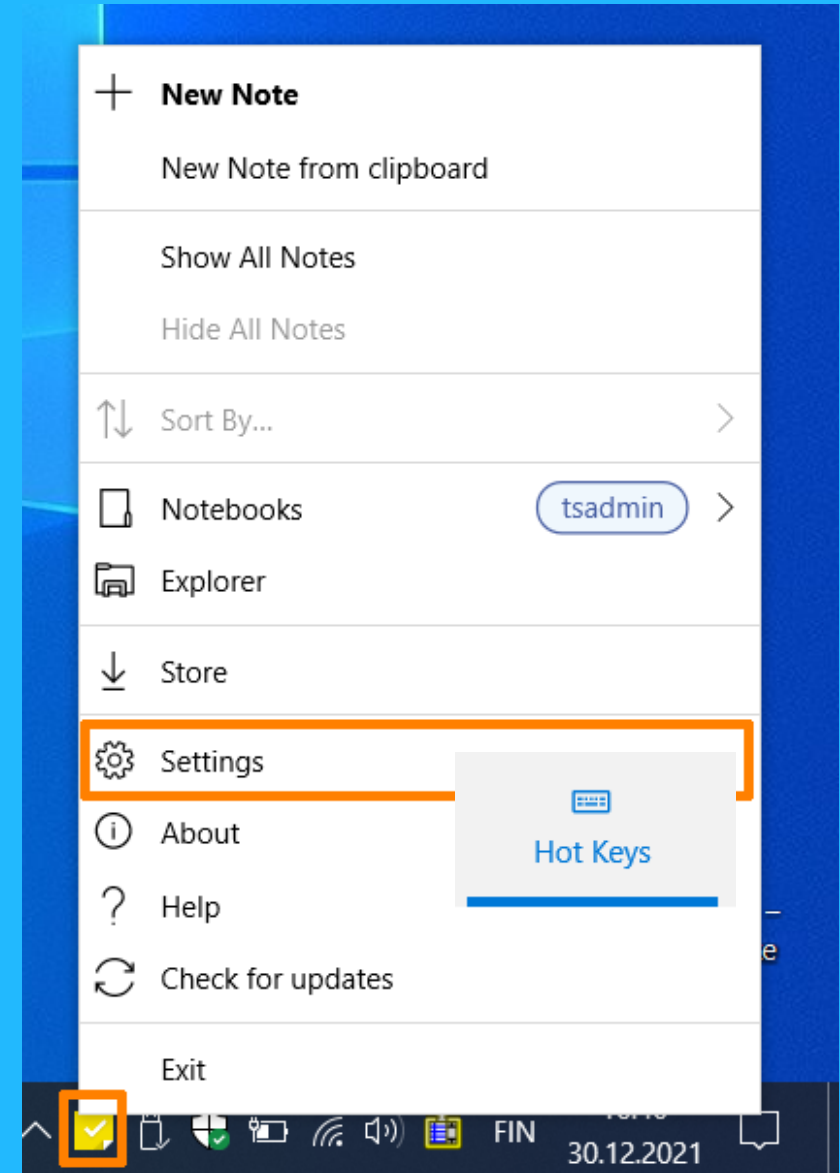 New Note
New Note from clipboard
Show All Notes
Hide All Notes
Sort By...
Notebooks tsadmin
Explorer
Store
Settings
About
Hot Keys
Help
Check for updates
Exit
FIN
30.12.2021